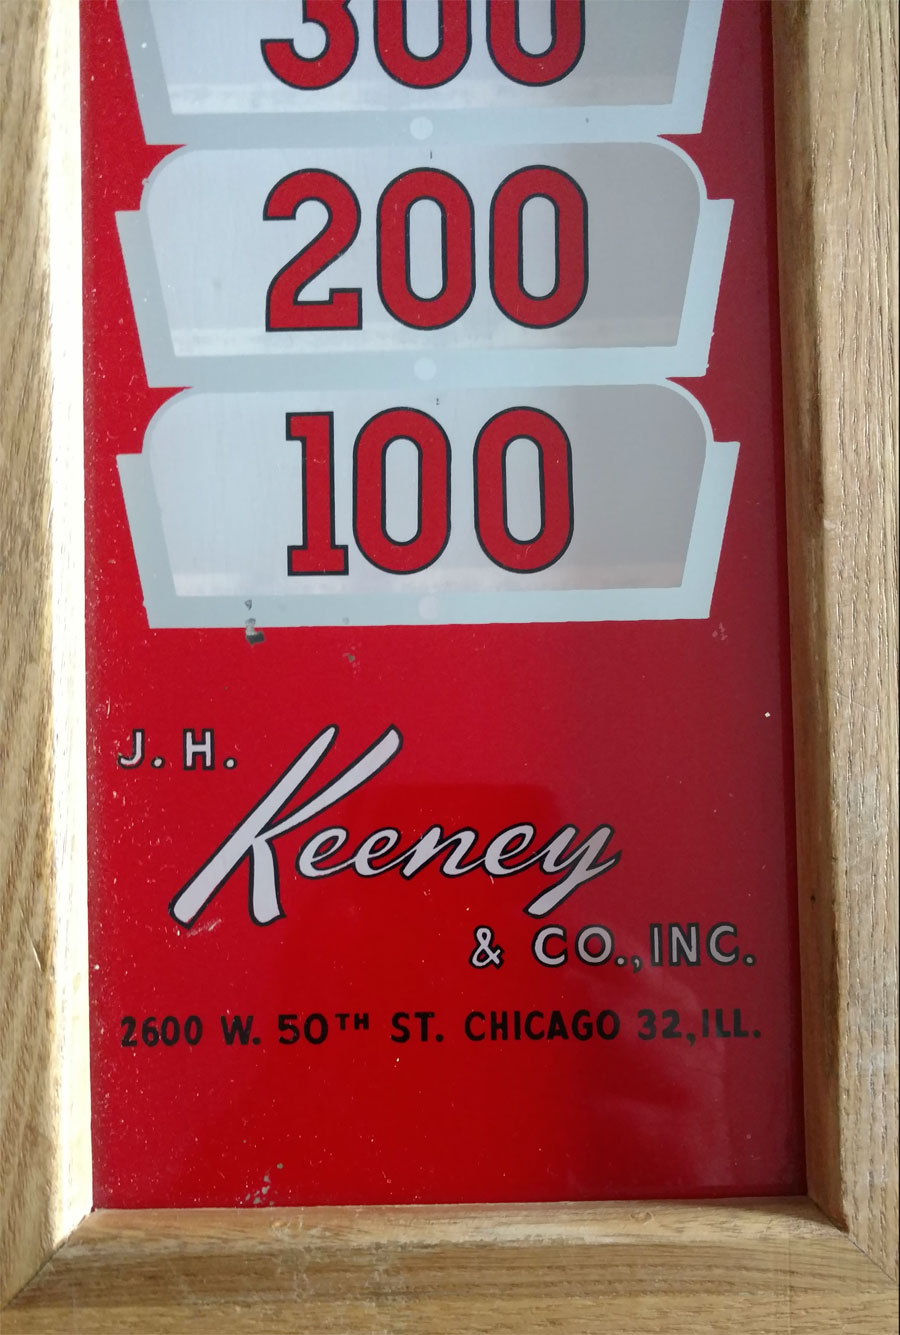 300
200
100
J. H.
Keeney
& CO., INC.
2600 W. 50TH ST. CHICAGO 32, ILL.